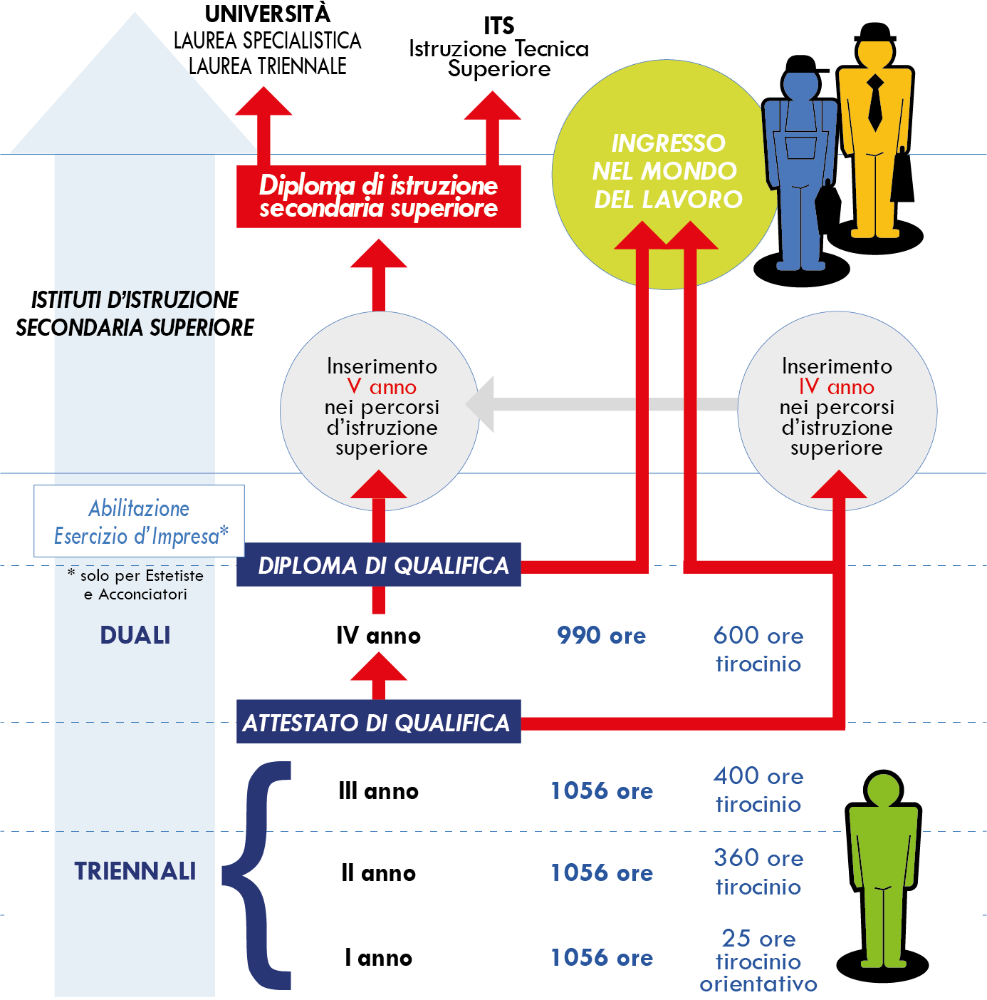 UNIVERSITÀ
LAUREA SPECIALISTICA
LAUREA TRIENNALE
ITS
Istruzione Tecnica
Superiore
INGRESSO
NEL MONDO
DEL LAVORO
Diploma di istruzione
secondaria superiore
ISTITUTI D'ISTRUZIONE
SECONDARIA SUPERIORE
Inserimento
V anno
nei percorsi
d'istruzione
superiore
Inserimento
IV anno
nei percorsi
d'istruzione
superiore
Abilitazione
Esercizio d'Impresa*
* solo per Estetiste
e Acconciatori
DIPLOMA DI QUALIFICA
DUALI
IV anno
990 ore
600 ore
tirocinio
ATTESTATO DI QUALIFICA
TRIENNALI
III anno
1056 ore
400 ore
tirocinio
II anno
1056 ore
360 ore
tirocinio
I anno
1056 ore
25 ore
tirocinio
orientativo